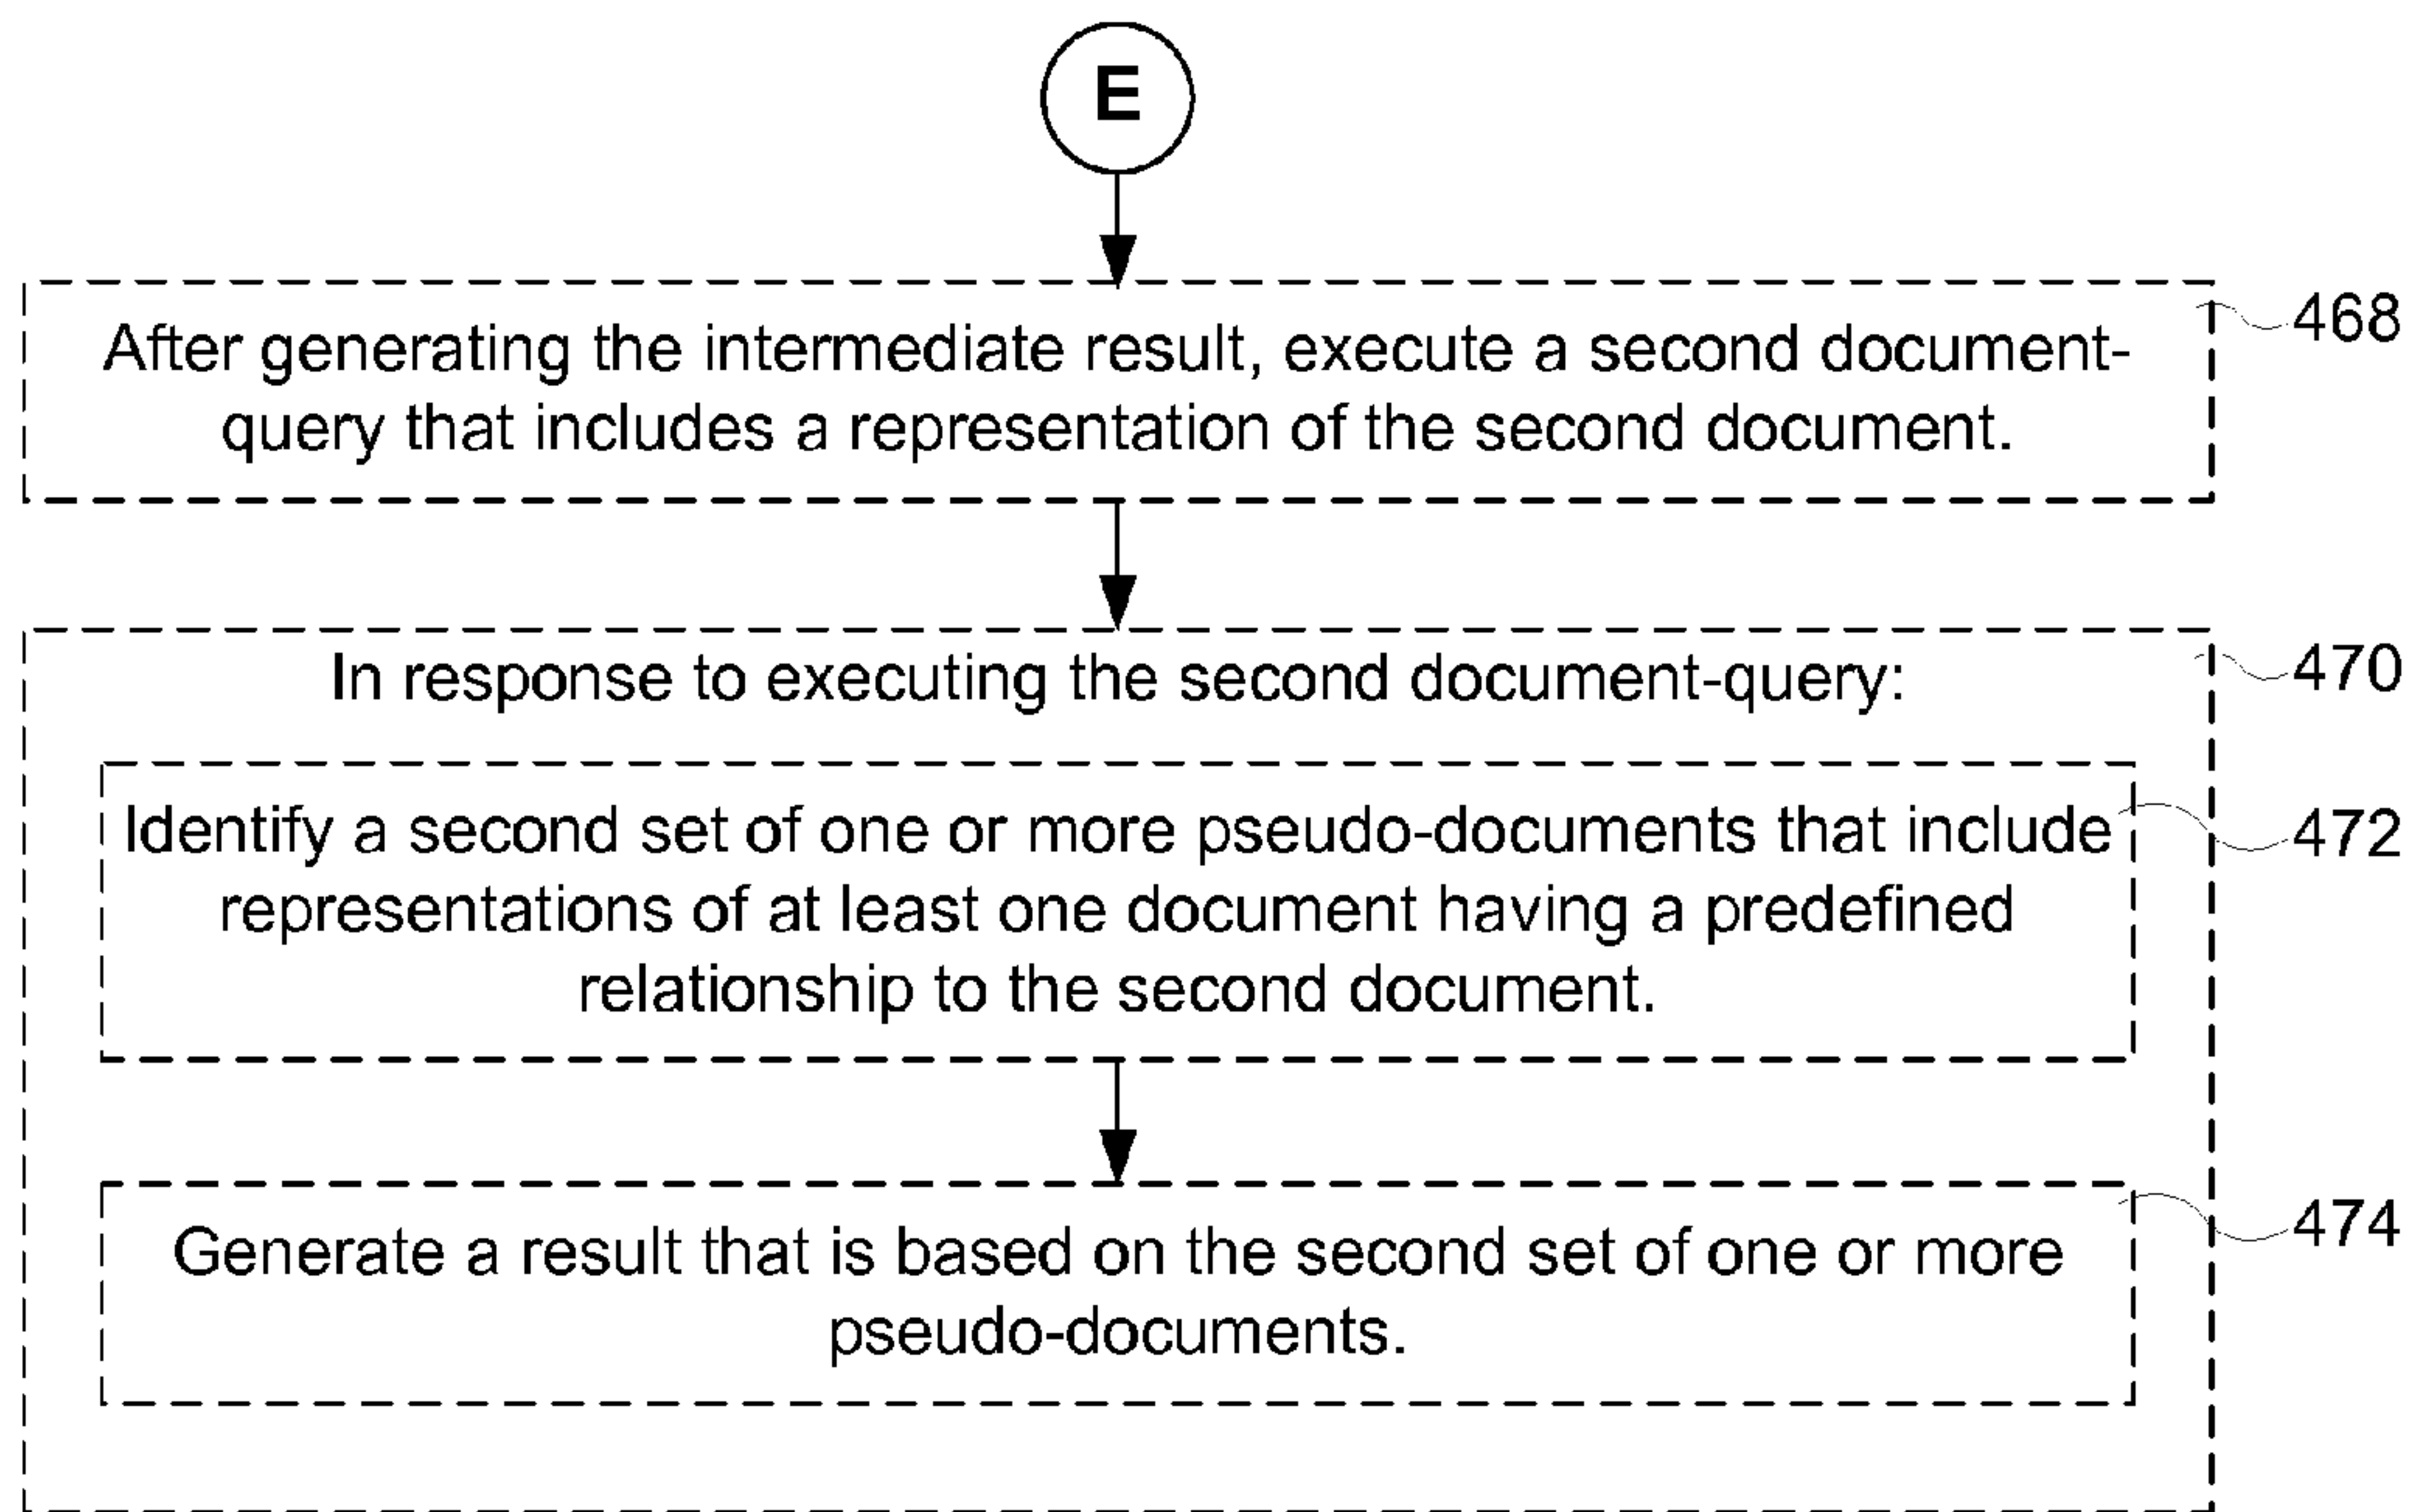 E
After generating the intermediate result, execute a second document-
query that includes a representation of the second document.
468
In response to executing the second document-query:
470
Identify a second set of one or more pseudo-documents that include
representations of at least one document having a predefined
relationship to the second document.
472
Generate a result that is based on the second set of one or more
pseudo-documents.
474